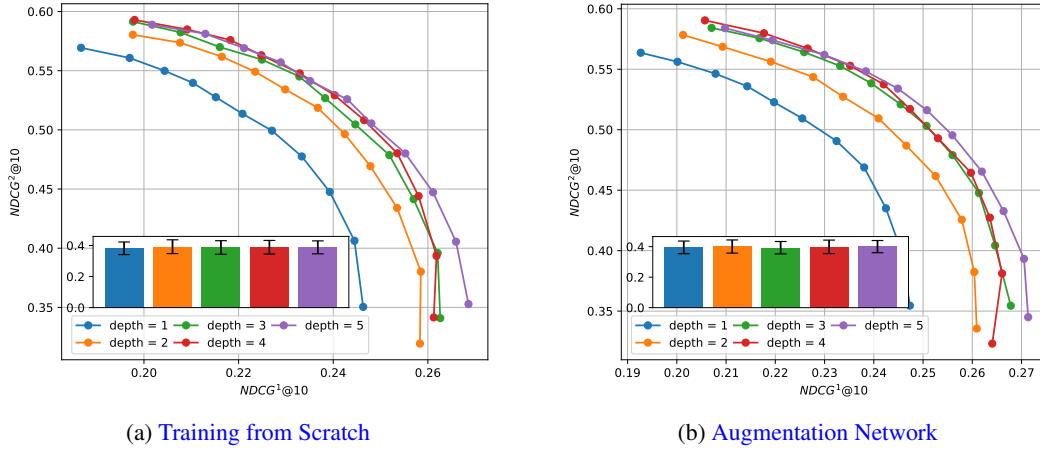 0.60
0.55
0.50
0.45
0.40
0.35
NDCG²@10
0.4
0.2
0.0
depth = 1
depth = 3
depth = 5
depth = 2
depth = 4
0.20
0.22
0.24
0.26
NDCG¹@10
(a) Training from Scratch
0.60
0.55
0.50
0.45
0.40
0.35
NDCG²@10
0.4
0.2
0.0
depth = 1
depth = 3
depth = 5
depth = 2
depth = 4
0.19
0.20
0.21
0.22
0.23
0.24
0.25
0.26
0.27
NDCG¹@10
(b) Augmentation Network